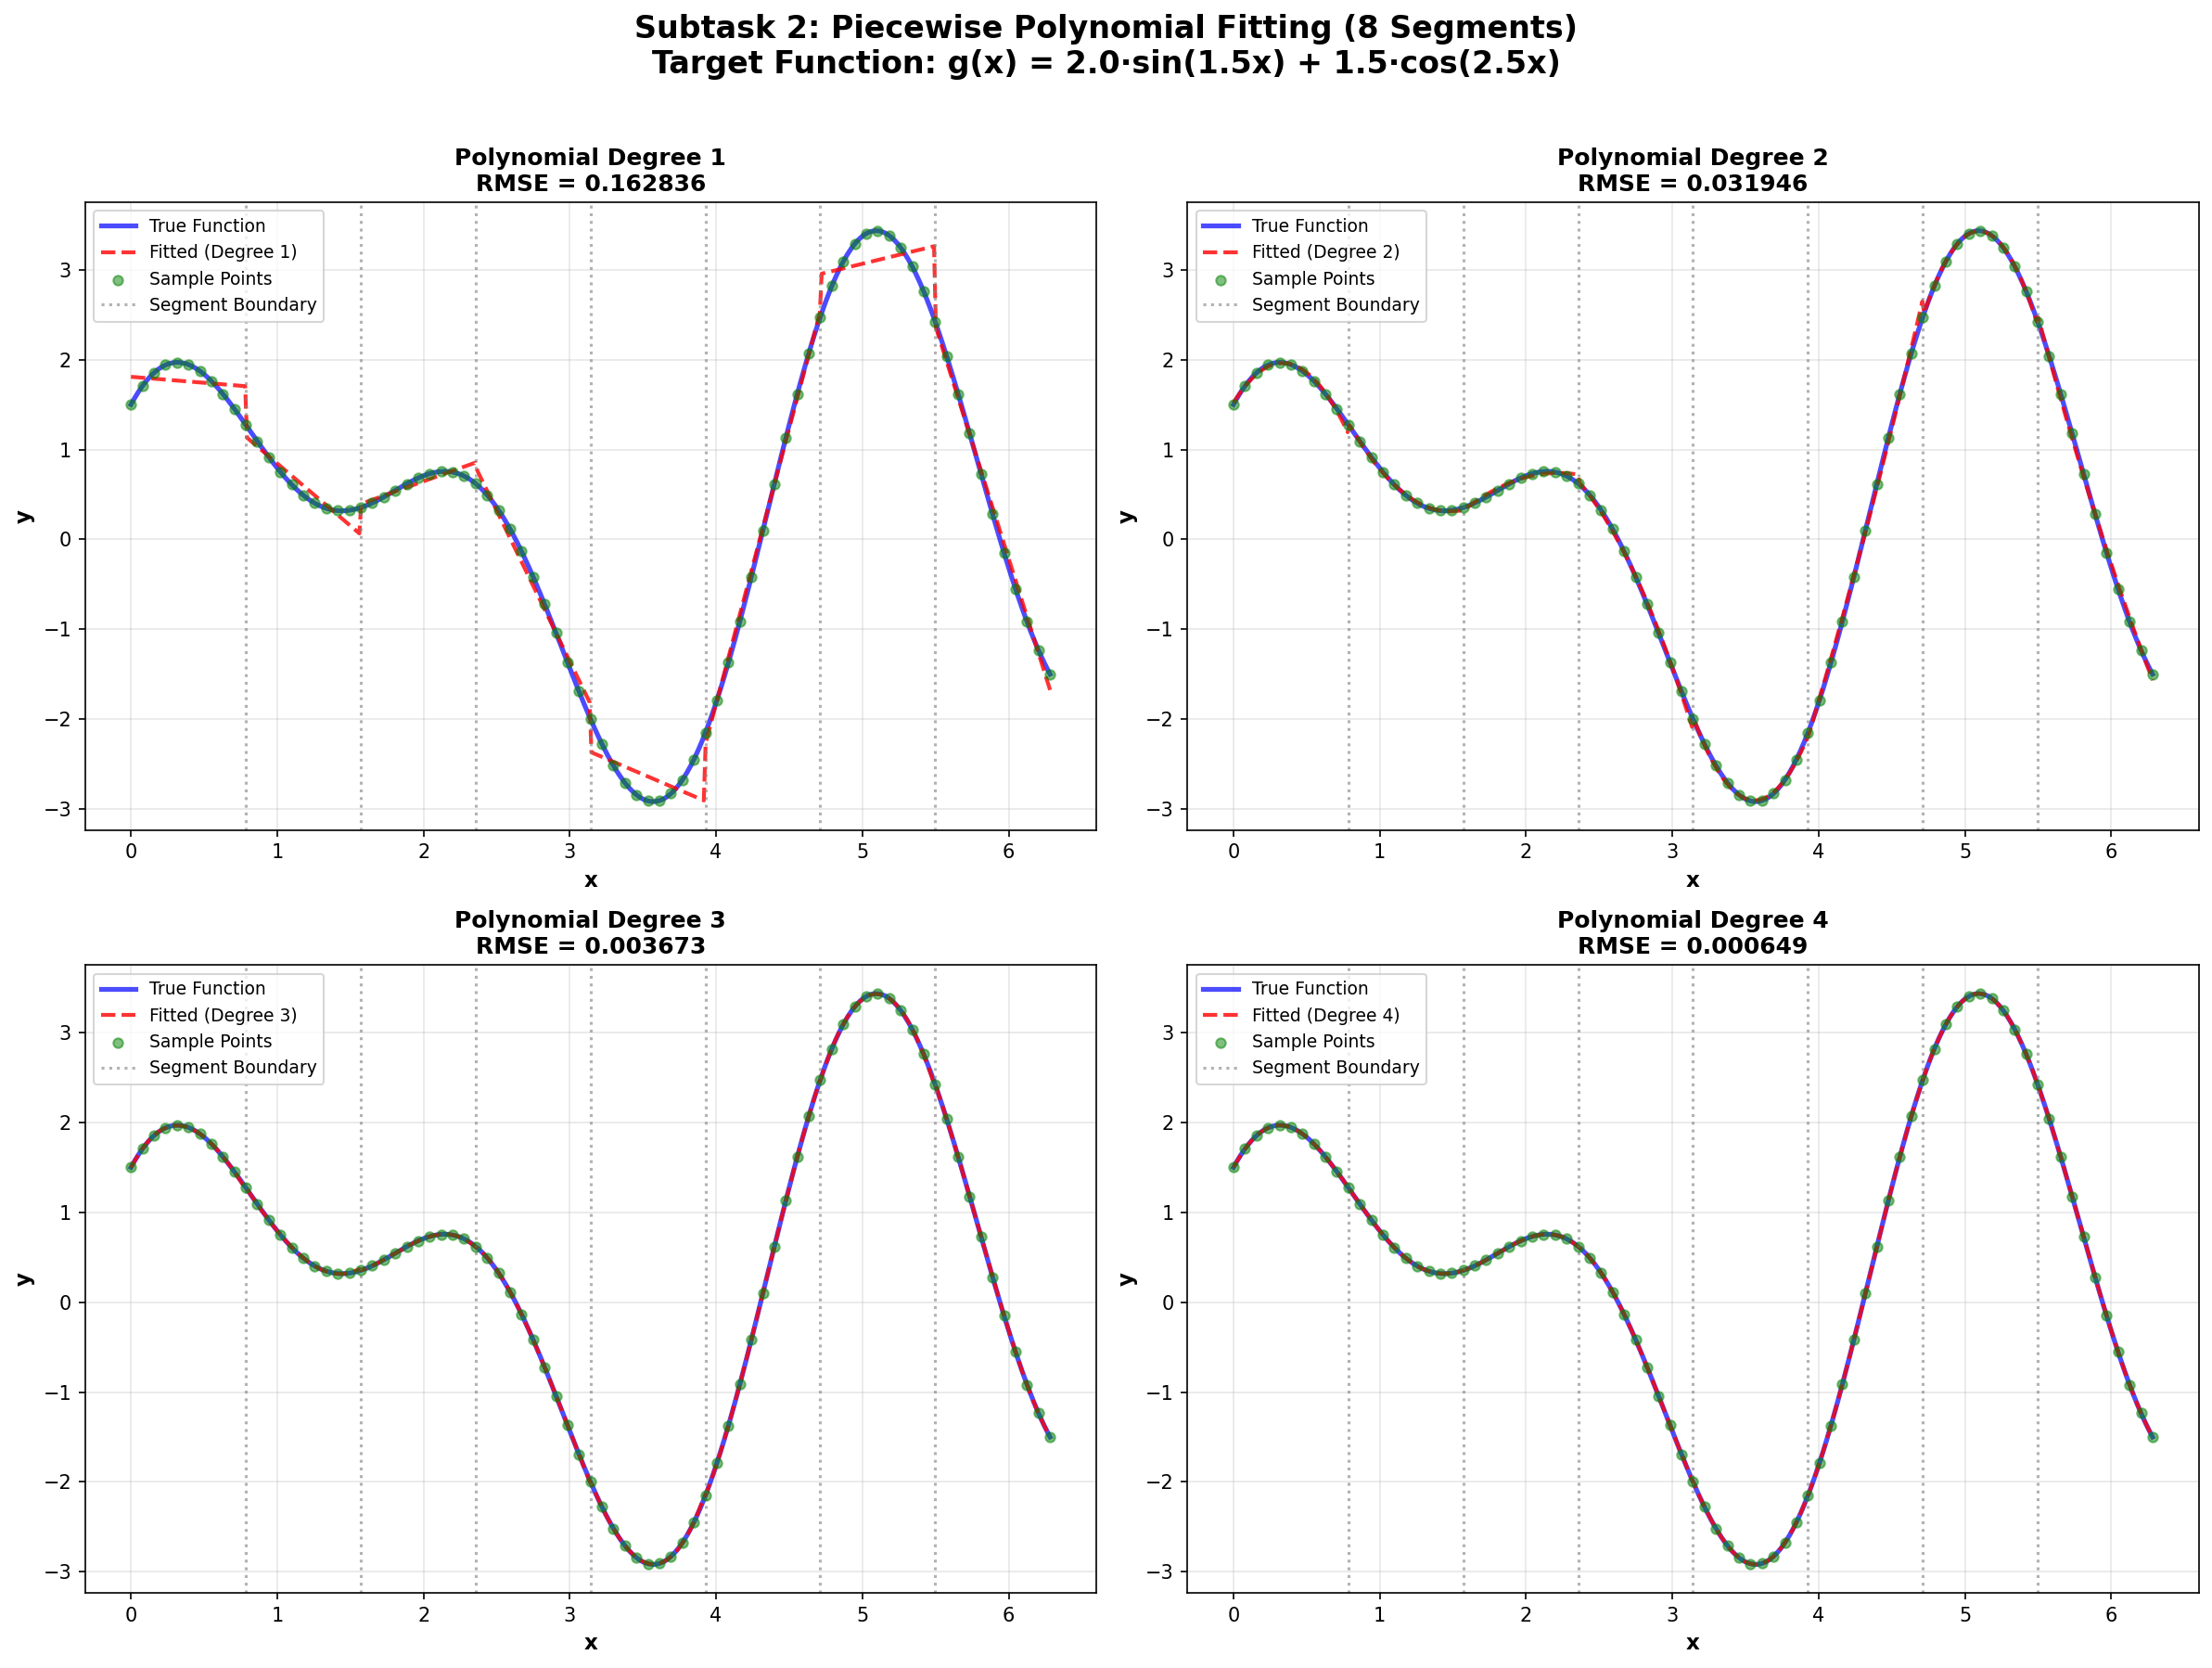 Subtask 2: Piecewise Polynomial Fitting (8 Segments)
Target Function: g(x) = 2.0·sin(1.5x) + 1.5·cos(2.5x)
Polynomial Degree 1
RMSE = 0.162836
True Function
Fitted (Degree 1)
Sample Points
Segment Boundary
3
2
1
0
−1
−2
−3
y
0 1 2 3 4 5 6
x
Polynomial Degree 2
RMSE = 0.031946
True Function
Fitted (Degree 2)
Sample Points
Segment Boundary
3
2
1
0
−1
−2
−3
y
0 1 2 3 4 5 6
x
Polynomial Degree 3
RMSE = 0.003673
True Function
Fitted (Degree 3)
Sample Points
Segment Boundary
3
2
1
0
−1
−2
−3
y
0 1 2 3 4 5 6
x
Polynomial Degree 4
RMSE = 0.000649
True Function
Fitted (Degree 4)
Sample Points
Segment Boundary
3
2
1
0
−1
−2
−3
y
0 1 2 3 4 5 6
x